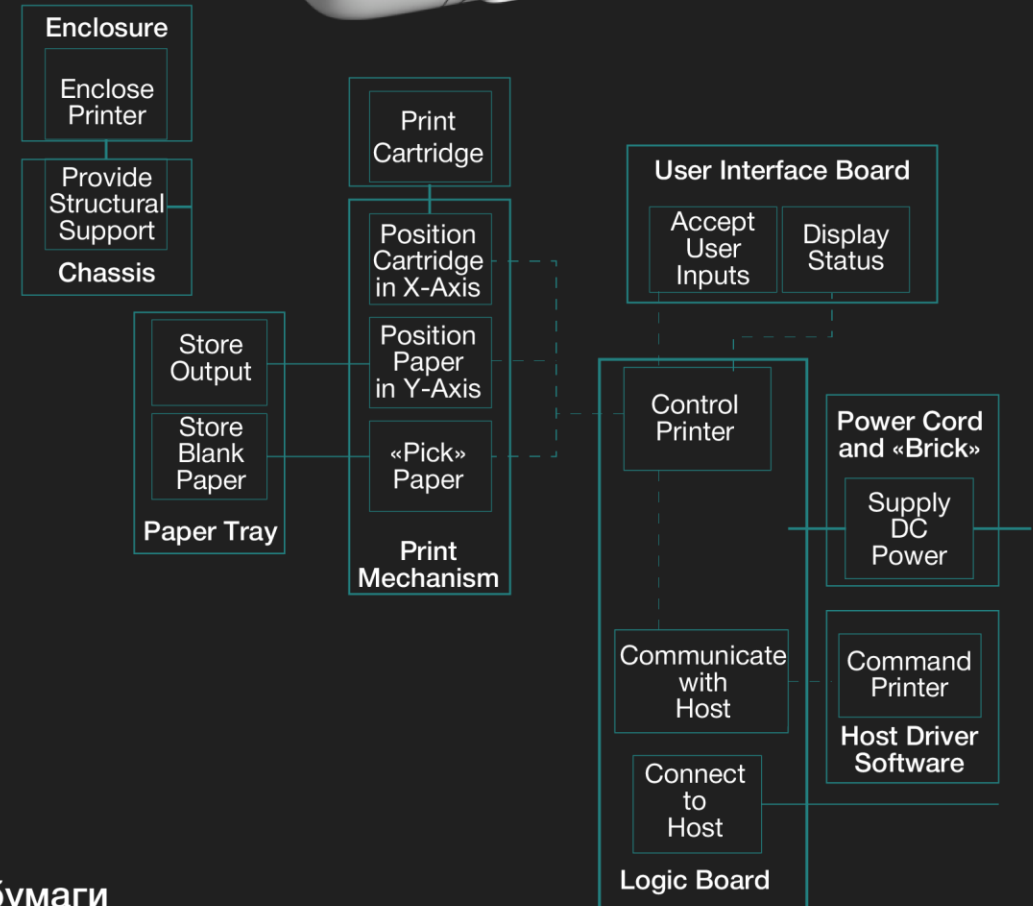 Enclosure
Enclose
Printer
Provide
Structural
Support
Chassis
Print
Cartridge
Position
Cartridge
in X-Axis
Position
Paper
in Y-Axis
«Pick»
Paper
Print
Mechanism
Store
Output
Store
Blank
Paper
Paper Tray
User Interface Board
Accept
User
Inputs
Display
Status
Control
Printer
Communicate
with
Host
Connect
to
Host
Logic Board
Power Cord
and «Brick»
Supply
DC
Power
Command
Printer
Host Driver
Software
бумаги